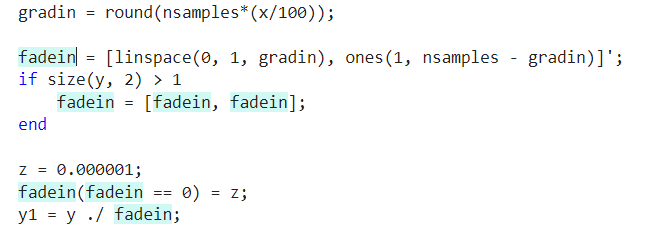 gradin = round(nsamples*(x/100));
fadein = [linspace(0, 1, gradin), ones(1, nsamples - gradin)]';
if size(y, 2) > 1
    fadein = [fadein, fadein];
end
z = 0.000001;
fadein(fadein == 0) = z;
y1 = y ./ fadein;